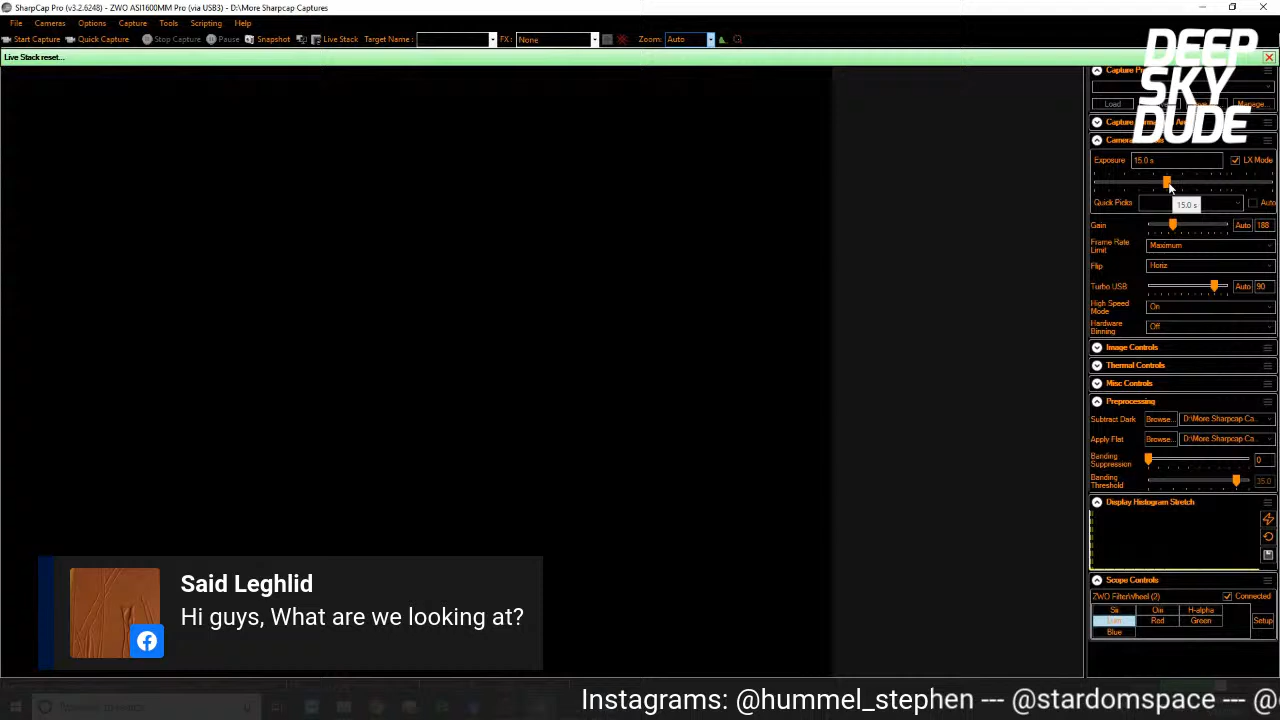 SharpCap Pro (v3.2.6248) - ZWO ASI1600MM Pro (via USB3) - D:\More Sharpcap Captures
File Cameras Options Capture Tools Scripting Help
Start Capture Quick Capture Stop Capture Pause Snapshot Live Stack Target Name : FX : None Zoom: Auto
Live Stack reset...
DEEP
SKY
DUDE
Load
Manage...
Exposure 15.0 s LX Mode
Quick Picks Auto
15.0 s
Gain Auto 188
Frame Rate
Limit Maximum
Flip Horiz
Turbo USB Auto 90
High Speed
Mode On
Hardware
Binning Off
Image Controls
Thermal Controls
Misc Controls
Preprocessing
Subtract Dark Browse... D:\More Sharpcap Ca...
Apply Flat Browse... D:\More Sharpcap Ca...
Banding
Suppression 0
Banding
Threshold 35.0
Display Histogram Stretch
Scope Controls
ZWO FilterWheel (2) Connected
Sii Oiii H-alpha
Lum Red Green Setup
Blue
Said Leghlid
Hi guys, What are we looking at?
Instagrams: @hummel_stephen --- @stardomspace --- @